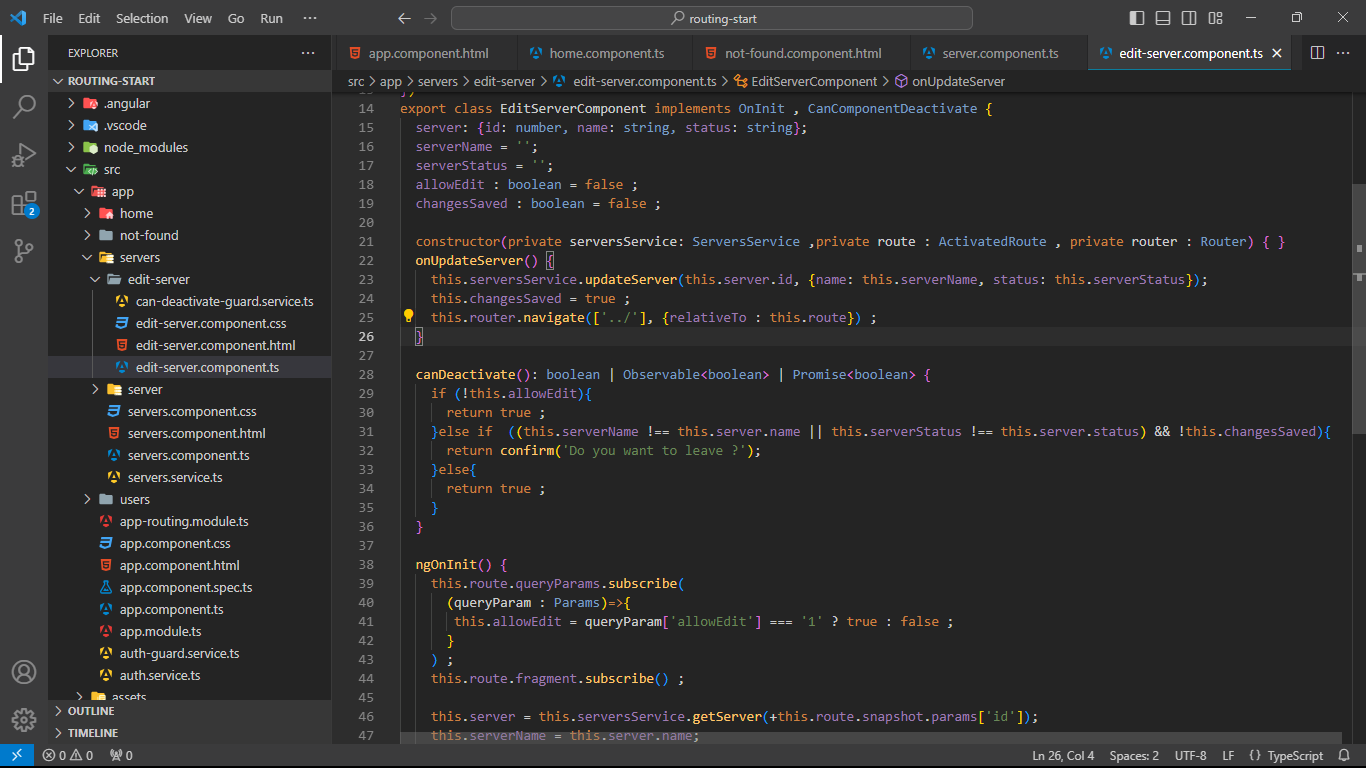 File Edit Selection View Go Run ···
routing-start
EXPLORER
ROUTING-START
.angular
.vscode
node_modules
src
app
home
not-found
servers
edit-server
can-deactivate-guard.service.ts
edit-server.component.css
edit-server.component.html
edit-server.component.ts
server
servers.component.css
servers.component.html
servers.component.ts
servers.service.ts
users
app-routing.module.ts
app.component.css
app.component.html
app.component.spec.ts
app.component.ts
app.module.ts
auth-guard.service.ts
auth.service.ts
assets
OUTLINE
TIMELINE
2
app.component.html home.component.ts not-found.component.html server.component.ts edit-server.component.ts
src > app > servers > edit-server > edit-server.component.ts > EditServerComponent > onUpdateServer
14 export class EditServerComponent implements OnInit , CanComponentDeactivate {
15 server: {id: number, name: string, status: string};
16 serverName = '';
17 serverStatus = '';
18 allowEdit : boolean = false ;
19 changesSaved : boolean = false ;
20
21 constructor(private serversService: ServersService ,private route : ActivatedRoute , private router : Router) { }
22 onUpdateServer() {
23 this.serversService.updateServer(this.server.id, {name: this.serverName, status: this.serverStatus});
24 this.changesSaved = true ;
25 this.router.navigate(['../'], {relativeTo : this.route}) ;
26 }
27
28 canDeactivate(): boolean | Observable<boolean> | Promise<boolean> {
29 if (!this.allowEdit){
30 return true ;
31 }else if  ((this.serverName !== this.server.name || this.serverStatus !== this.server.status) && !this.changesSaved){
32 return confirm('Do you want to leave ?');
33 }else{
34 return true ;
35 }
36 }
37
38 ngOnInit() {
39 this.route.queryParams.subscribe(
40 (queryParam : Params)=>{
41 this.allowEdit = queryParam['allowEdit'] === '1' ? true : false ;
42 }
43 ) ;
44 this.route.fragment.subscribe() ;
45
46 this.server = this.serversService.getServer(+this.route.snapshot.params['id']);
47 this.serverName = this.server.name;
0 0 0 Ln 26, Col 4 Spaces: 2 UTF-8 LF {} TypeScript